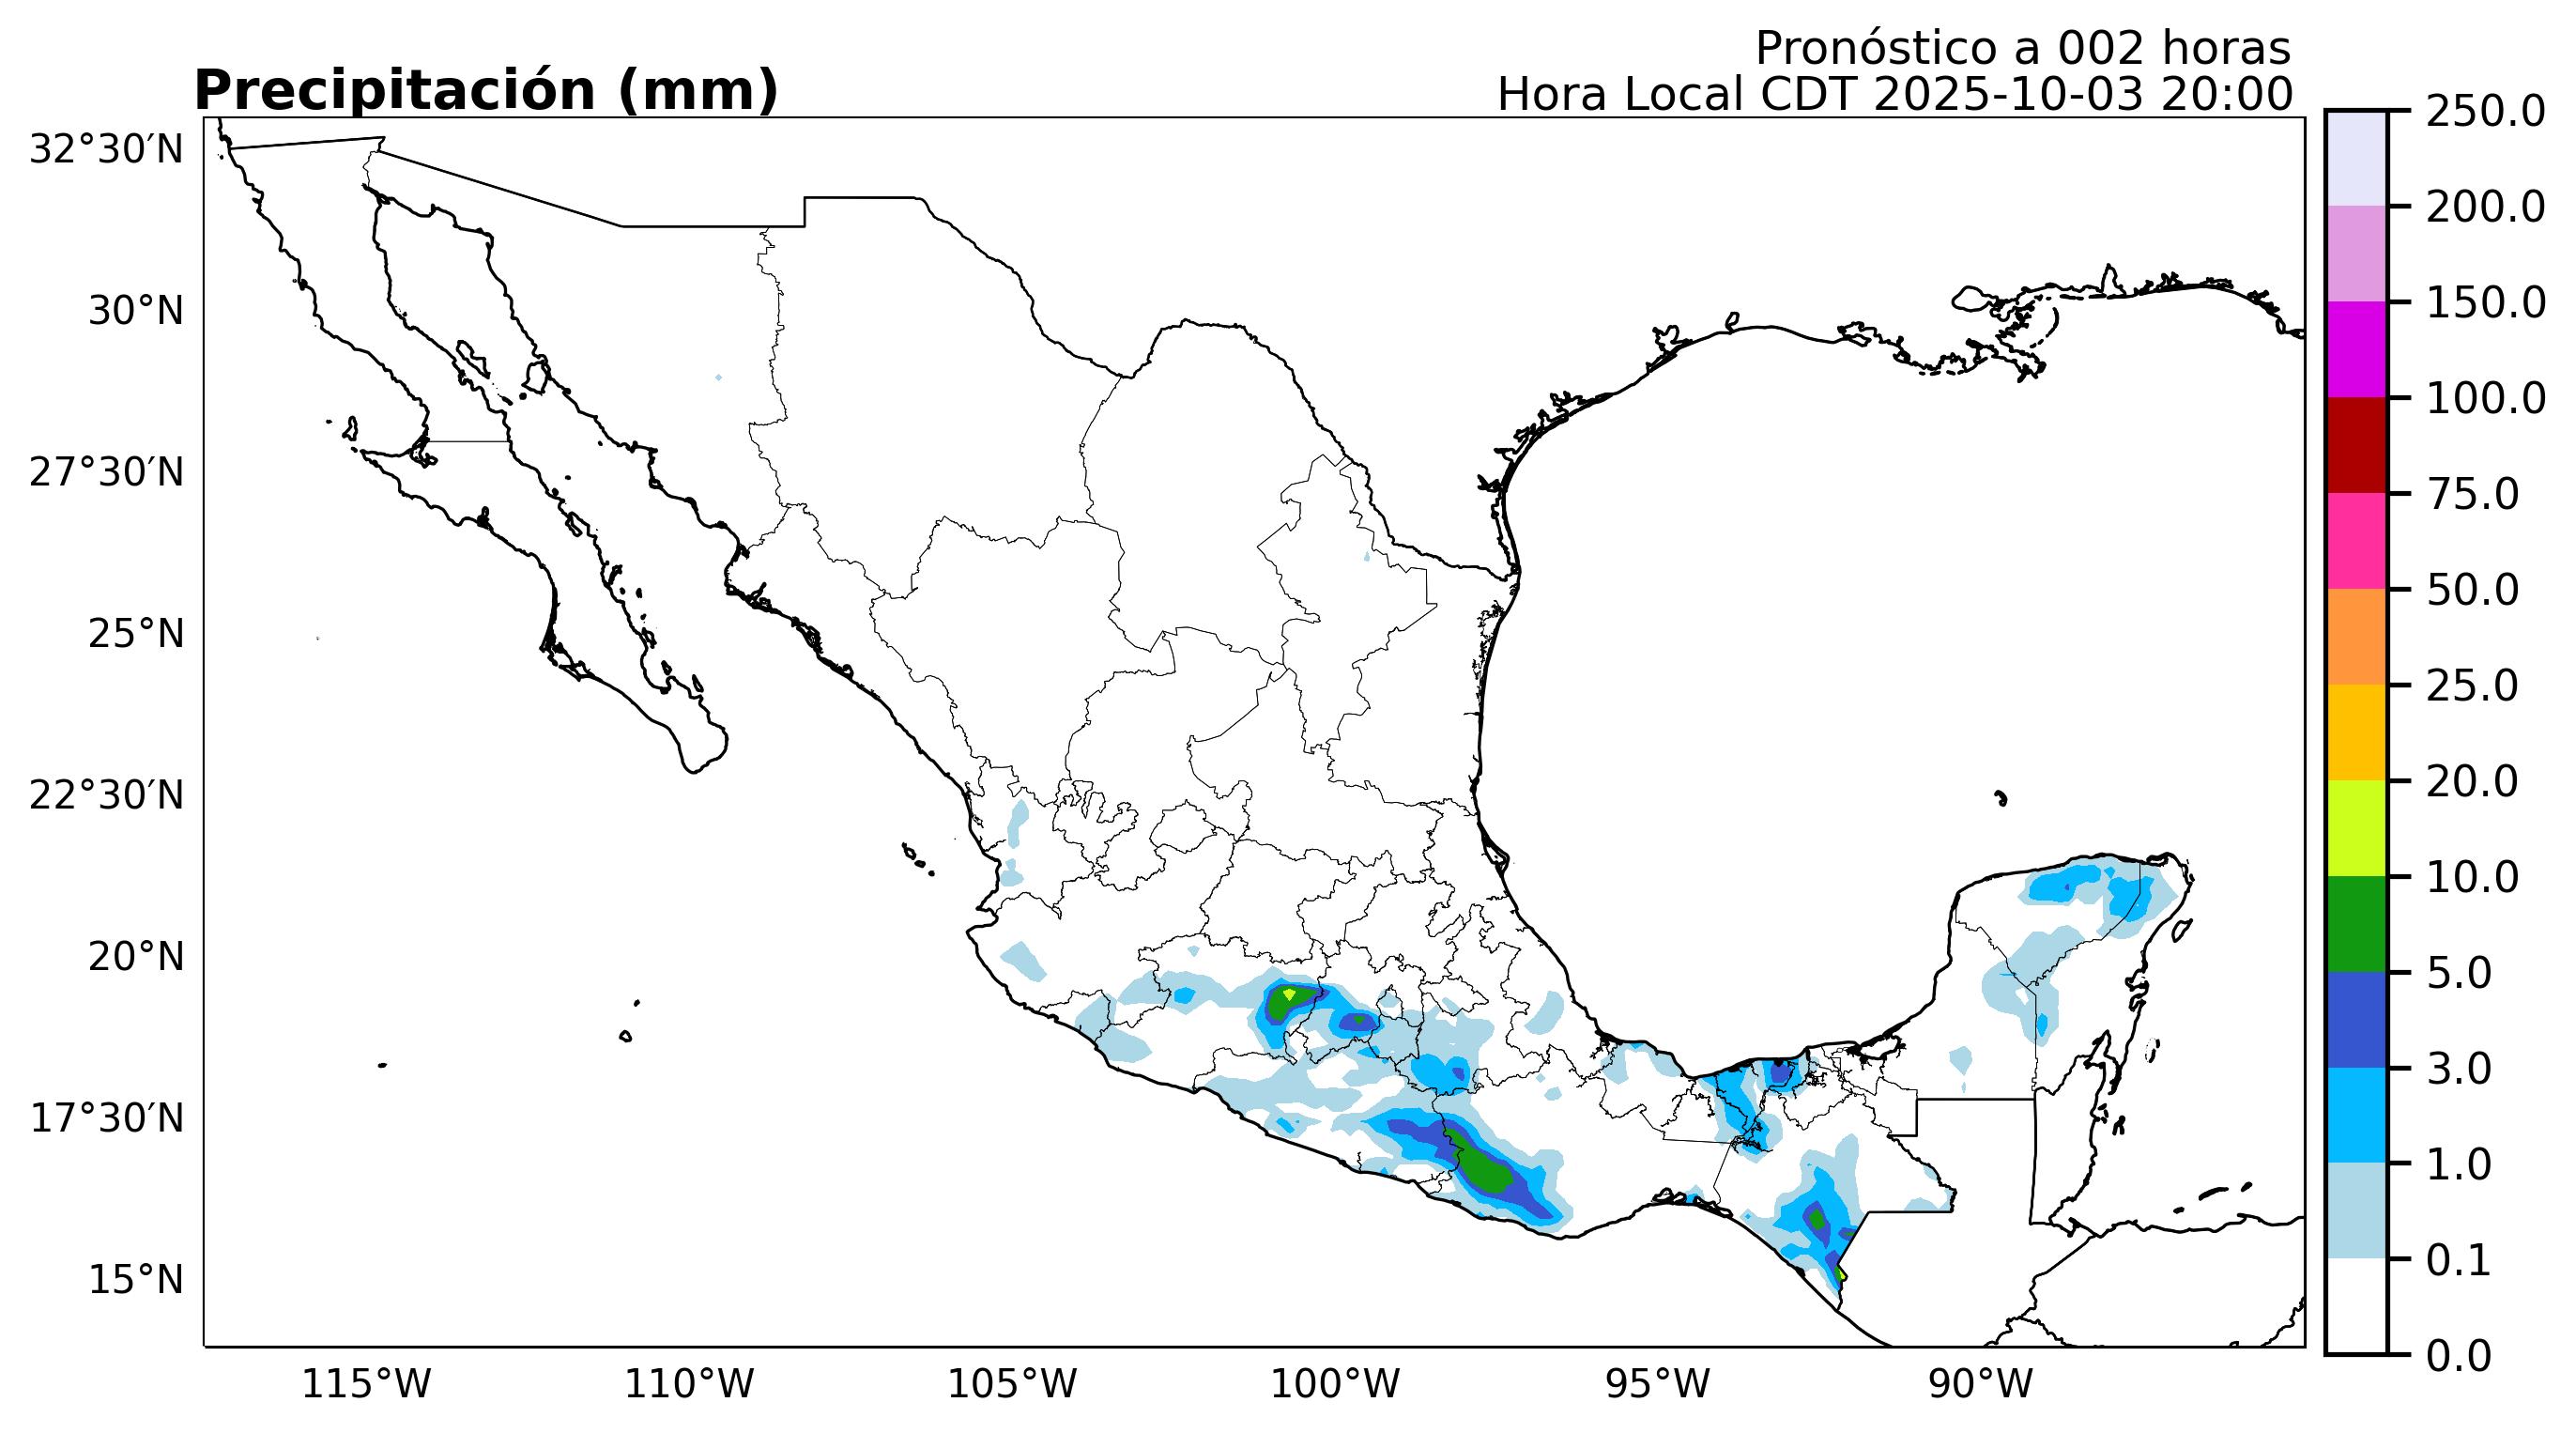 Pronóstico a 002 horas
Precipitación (mm)
Hora Local CDT 2025-10-03 20:00
32°30′N
30°N
27°30′N
25°N
22°30′N
20°N
17°30′N
15°N
115°W
110°W
105°W
100°W
95°W
90°W
250.0
200.0
150.0
100.0
75.0
50.0
25.0
20.0
10.0
5.0
3.0
1.0
0.1
0.0